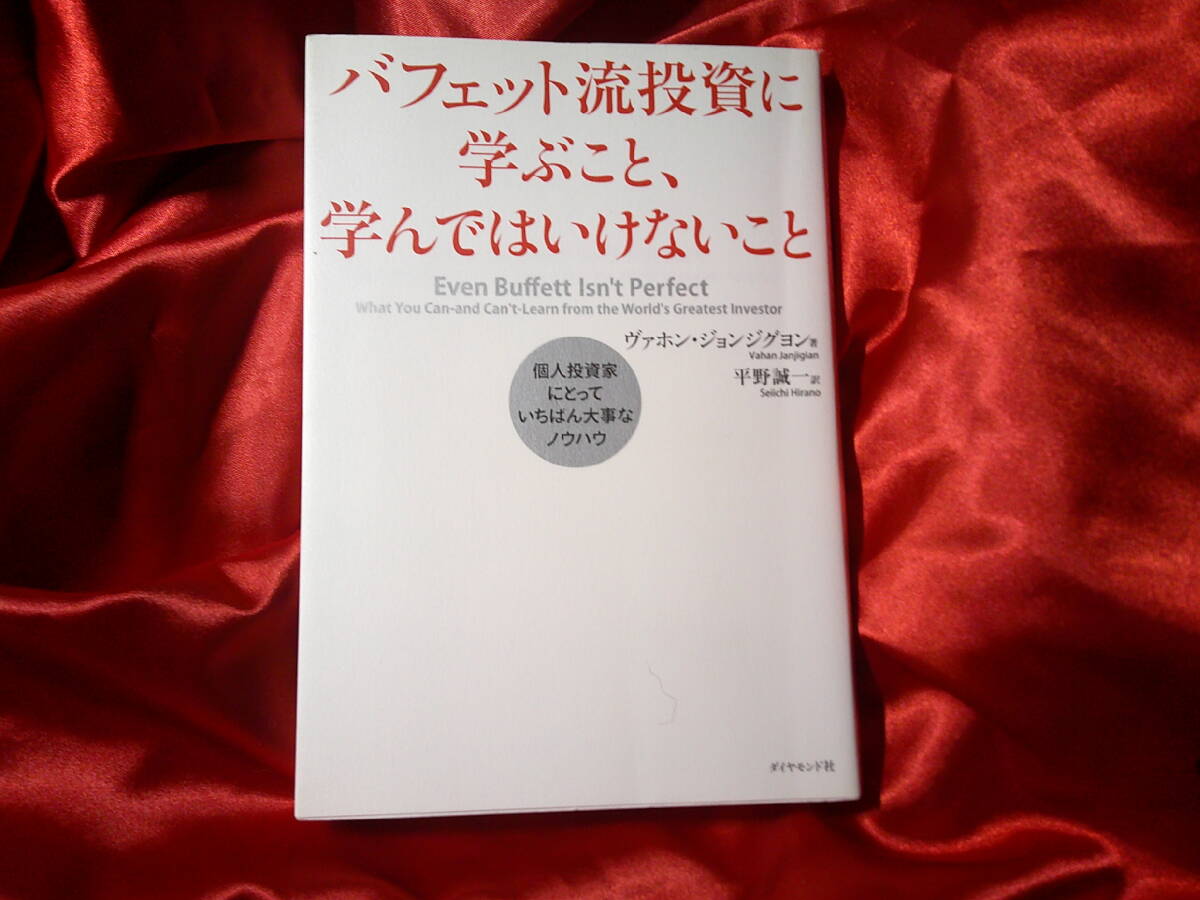 バフェット流投資に
学ぶこと、
学んではいけないこと
Even Buffett Isn't Perfect
What You Can-and Can't-Learn from the World's Greatest Investor
ヴァホン・ジョンジグヨン著
Vahan Janjigian
平野誠一訳
Seiichi Hirano
個人投資家
にとって
いちばん大事な
ノウハウ
ダイヤモンド社